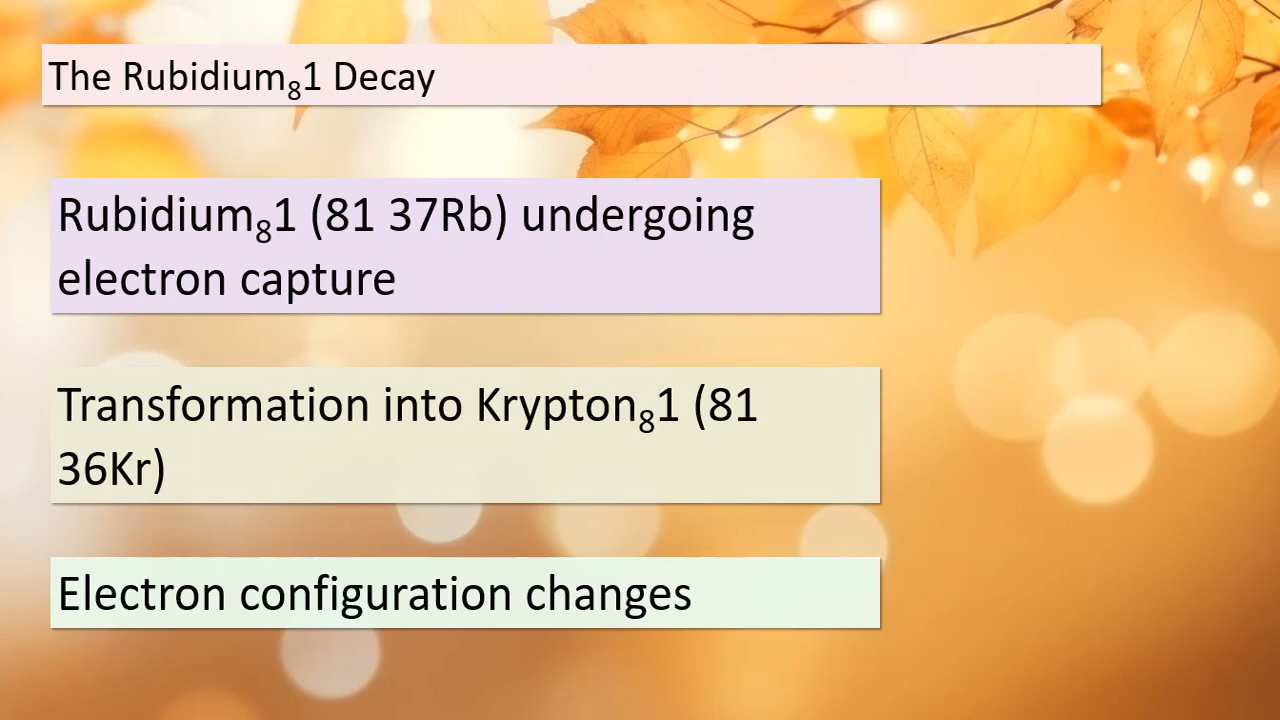 The Rubidium₈1 Decay
Rubidium₈1 (81 37Rb) undergoing
electron capture
Transformation into Krypton₈1 (81
36Kr)
Electron configuration changes